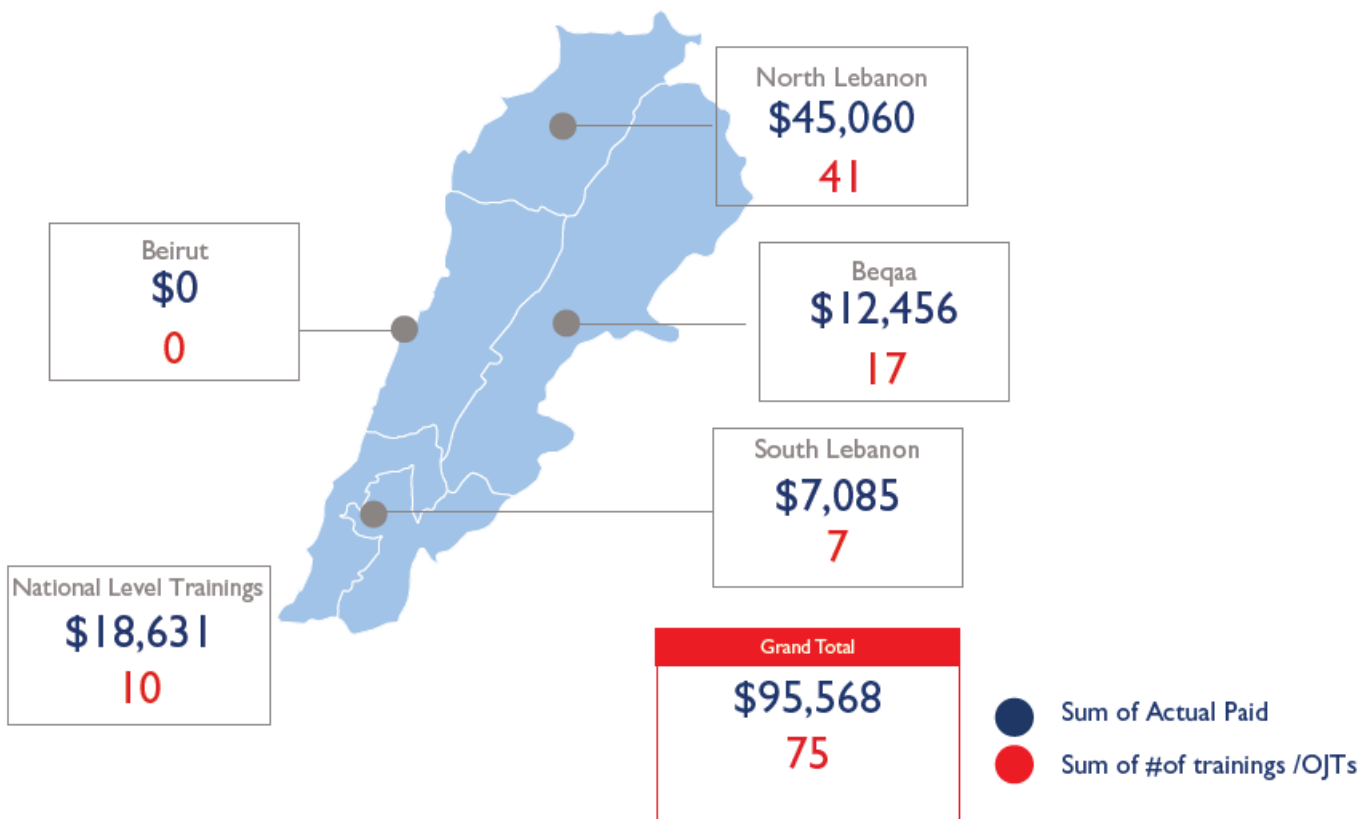 North Lebanon
$45,060
41
Beirut
$0
0
Beqaa
$12,456
17
South Lebanon
$7,085
7
National Level Trainings
$18,631
10
Grand Total
$95,568
75
Sum of Actual Paid
Sum of #of trainings /OJTs